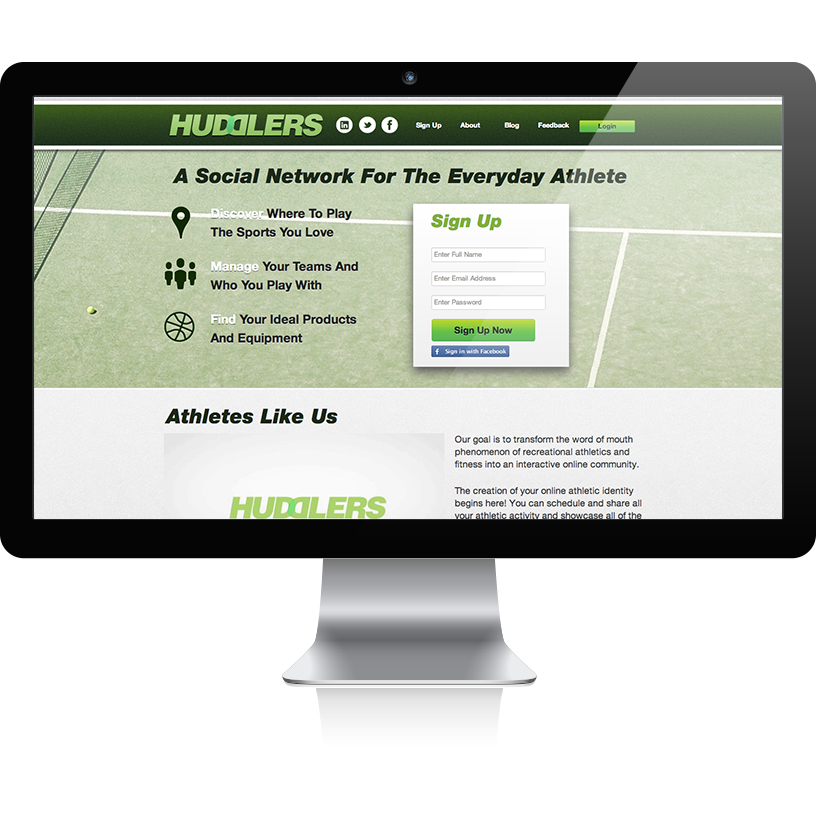 HUDDLERS
Sign Up
About
Blog
Feedback
Login
A Social Network For The Everyday Athlete
Discover Where To Play
The Sports You Love
Manage Your Teams And
Who You Play With
Find Your Ideal Products
And Equipment
Sign Up
Enter Full Name
Enter Email Address
Enter Password
Sign Up Now
f Sign in with Facebook
Athletes Like Us
HUDDLERS
Our goal is to transform the word of mouth
phenomenon of recreational athletics and
fitness into an interactive online community.
The creation of your online athletic identity
begins here! You can schedule and share all
your athletic activity and showcase all of the